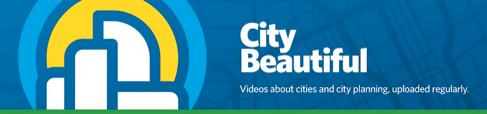 City
Beautiful
Videos about cities and city planning, uploaded regularly.